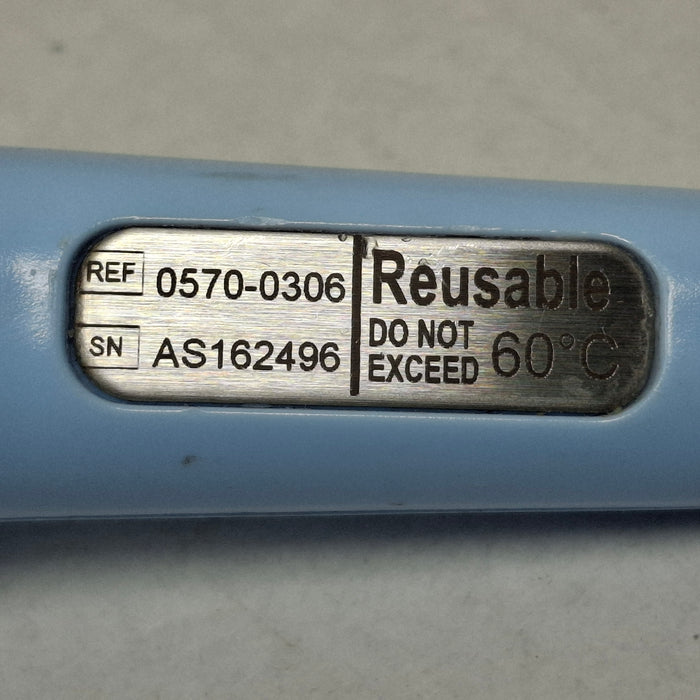 REF 0570-0306
SN AS162496
Reusable
DO NOT
EXCEED 60°C